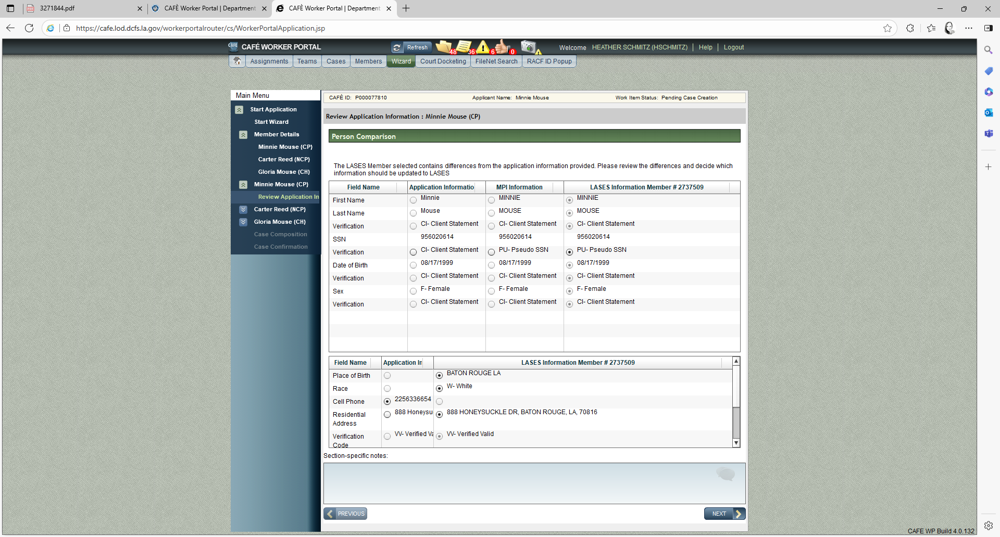 3271844.pdf
CAFÈ Worker Portal | Department
CAFÈ Worker Portal | Department
https://cafe.lod.dcfs.la.gov/workerportalrouter/cs/WorkerPortalApplication.jsp
CAFÉ
CAFÉ WORKER PORTAL
Refresh
48
36
6
0
Welcome HEATHER SCHMITZ (HSCHMITZ) | Help | Logout
Assignments Teams Cases Members Wizard Court Docketing FileNet Search RACF ID Popup
Main Menu
Start Application
Start Wizard
Member Details
Minnie Mouse (CP)
Carter Reed (NCP)
Gloria Mouse (CH)
Minnie Mouse (CP)
Review Application In
Carter Reed (NCP)
Gloria Mouse (CH)
Case Composition
Case Confirmation
CAFÈ ID: P000077810 Applicant Name: Minnie Mouse Work Item Status: Pending Case Creation
Review Application Information : Minnie Mouse (CP)
Person Comparison
The LASES Member selected contains differences from the application information provided. Please review the differences and decide which
information should be updated to LASES
Field Name Application Informatio MPI Information LASES Information Member # 2737509
First Name Minnie MINNIE MINNIE
Last Name Mouse MOUSE MOUSE
Verification CI- Client Statement CI- Client Statement CI- Client Statement
SSN 956020614 956020614 956020614
Verification CI- Client Statement PU- Pseudo SSN PU- Pseudo SSN
Date of Birth 08/17/1999 08/17/1999 08/17/1999
Verification CI- Client Statement CI- Client Statement CI- Client Statement
Sex F- Female F- Female F- Female
Verification CI- Client Statement CI- Client Statement CI- Client Statement
Field Name Application In LASES Information Member # 2737509
Place of Birth BATON ROUGE LA
Race W- White
Cell Phone 2256336654
Residential Address 888 Honeysu 888 HONEYSUCKLE DR, BATON ROUGE, LA, 70816
Verification Code VV- Verified Va VV- Verified Valid
Section-specific notes:
PREVIOUS
NEXT
CAFE WP Build 4.0.132